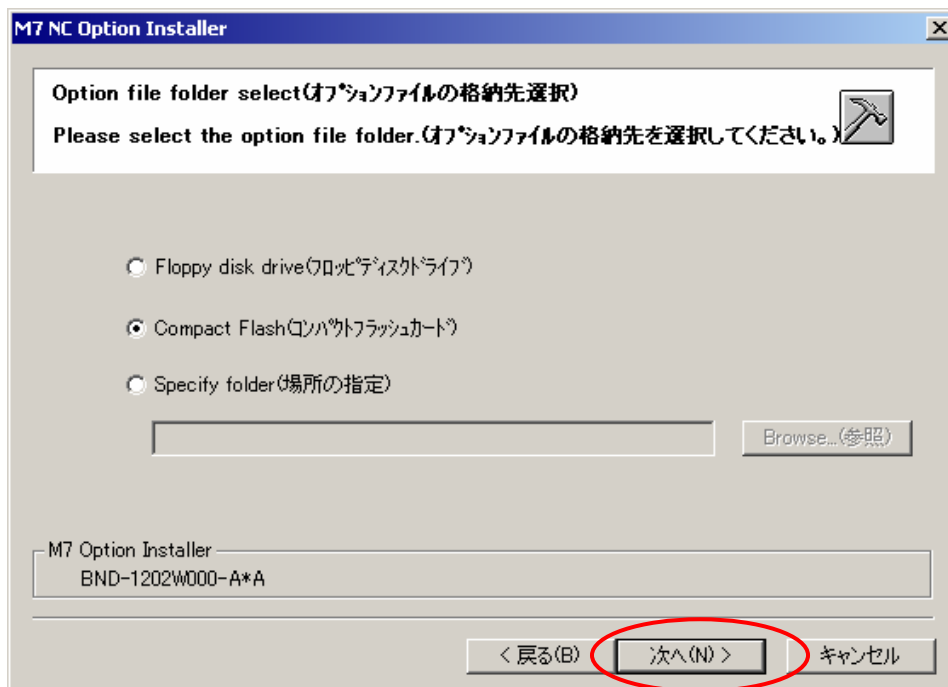 M7 NC Option Installer
Option file folder select(ｵﾌﾟｼｮﾝﾌｧｲﾙの格納先選択)
Please select the option file folder.(ｵﾌﾟｼｮﾝﾌｧｲﾙの格納先を選択してください。)
Floppy disk drive(ﾌﾛｯﾋﾟﾃﾞｨｽｸﾄﾞﾗｲﾌﾞ)
Compact Flash(ｺﾝﾊﾟｸﾄﾌﾗｯｼｭｶｰﾄﾞ)
Specify folder(場所の指定)
Browse...(参照)
M7 Option Installer
BND-1202W000-A*A
< 戻る(B) 次へ(N) > キャンセル